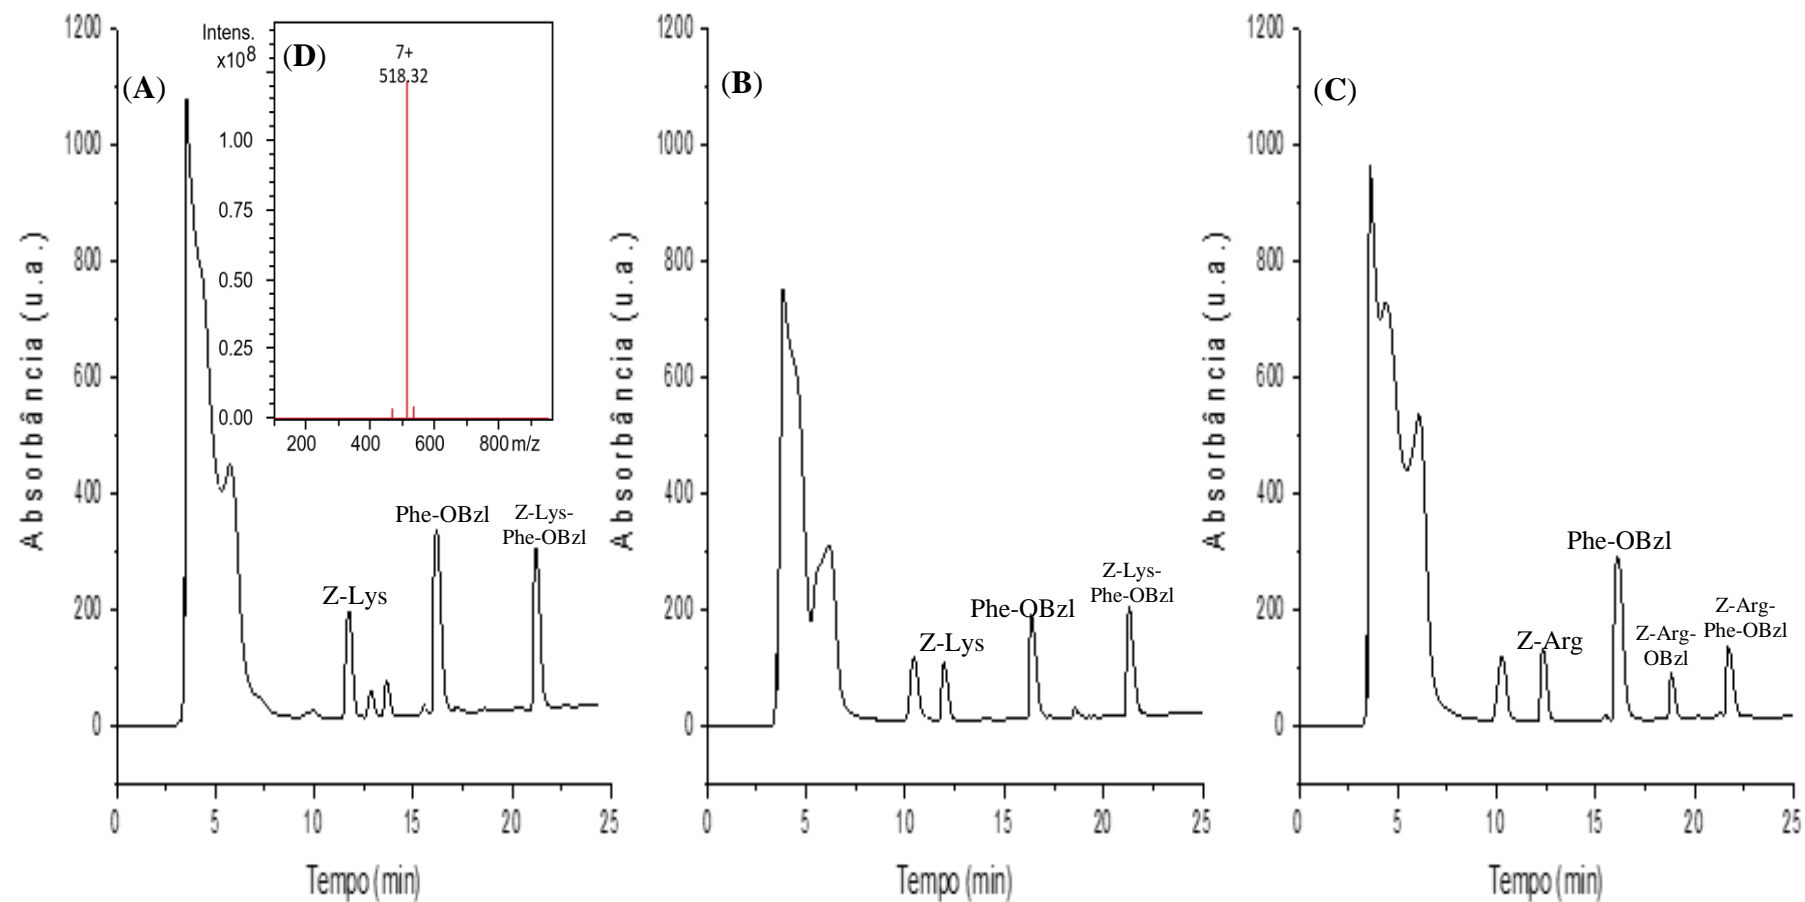 (A)
1200
1000
800
600
400
200
0
Absorbância (u.a.)
0 5 10 15 20 25
Tempo (min)
Z-Lys
Phe-OBzl
Z-Lys-
Phe-OBzl
(D)
Intens.
x10⁸
7+
518.32
1.00
0.75
0.50
0.25
0.00
200 400 600 800 m/z
(B)
1200
1000
800
600
400
200
0
Absorbância (u.a.)
0 5 10 15 20 25
Tempo (min)
Z-Lys
Phe-OBzl
Z-Lys-
Phe-OBzl
(C)
1200
1000
800
600
400
200
0
Absorbância (u.a.)
0 5 10 15 20 25
Tempo (min)
Z-Arg
Phe-OBzl
Z-Arg-
OBzl
Z-Arg-
Phe-OBzl